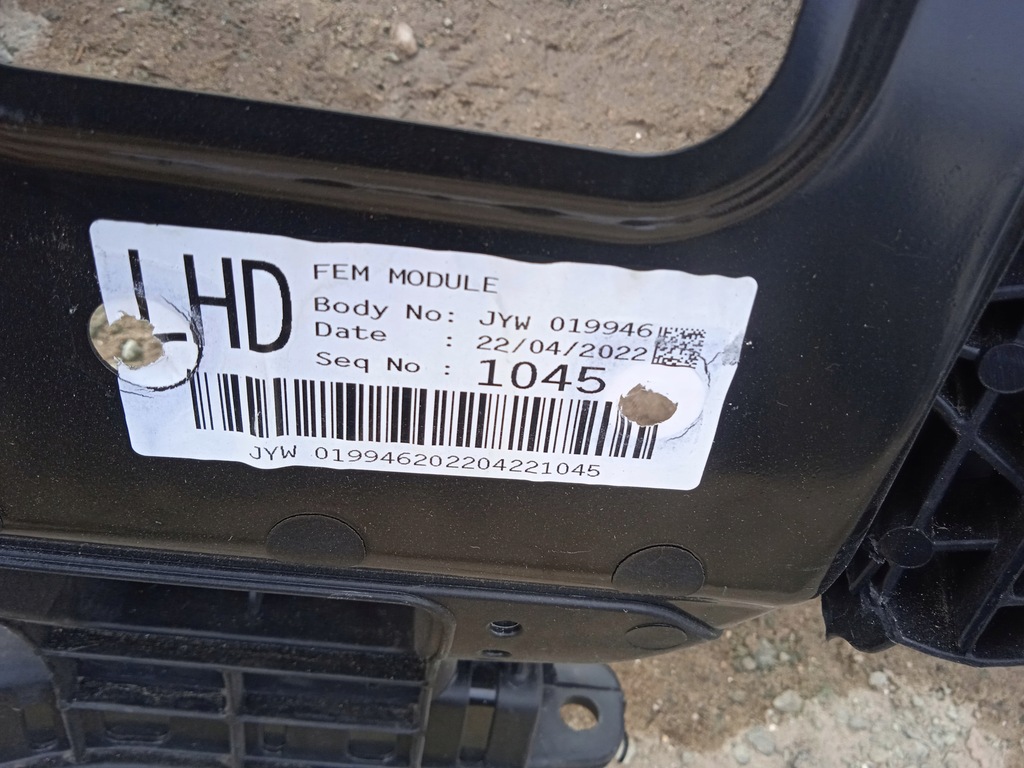 LHD
FEM MODULE
Body No: JYW 019946
Date : 22/04/2022
Seq No : 1045
JYW 019946202204221045